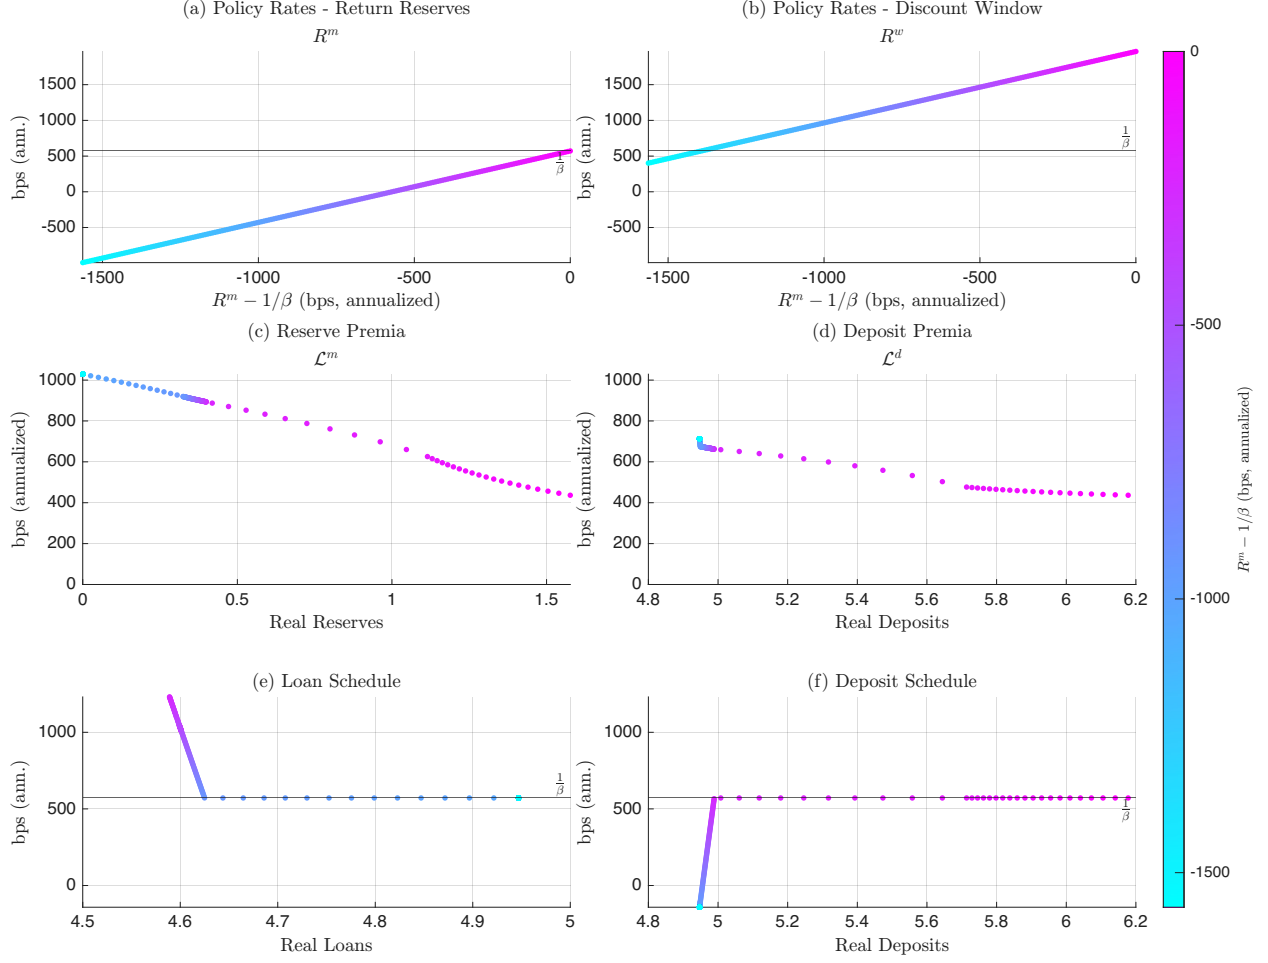 (a) Policy Rates - Return Reserves
R^m
bps (ann.)
1500
1000
500
0
-500
1/β
-1500
-1000
-500
0
R^m − 1/β (bps, annualized)
(b) Policy Rates - Discount Window
R^w
bps (ann.)
1500
1000
500
0
-500
1/β
-1500
-1000
-500
0
R^m − 1/β (bps, annualized)
(c) Reserve Premia
ℒ^m
bps (annualized)
1000
800
600
400
200
0
0
0.5
1
1.5
Real Reserves
(d) Deposit Premia
ℒ^d
bps (annualized)
1000
800
600
400
200
0
4.8
5
5.2
5.4
5.6
5.8
6
6.2
Real Deposits
(e) Loan Schedule
bps (ann.)
1000
500
0
1/β
4.5
4.6
4.7
4.8
4.9
5
Real Loans
(f) Deposit Schedule
bps (ann.)
1000
500
0
1/β
4.8
5
5.2
5.4
5.6
5.8
6
6.2
Real Deposits
0
-500
-1000
-1500
R^m − 1/β (bps, annualized)